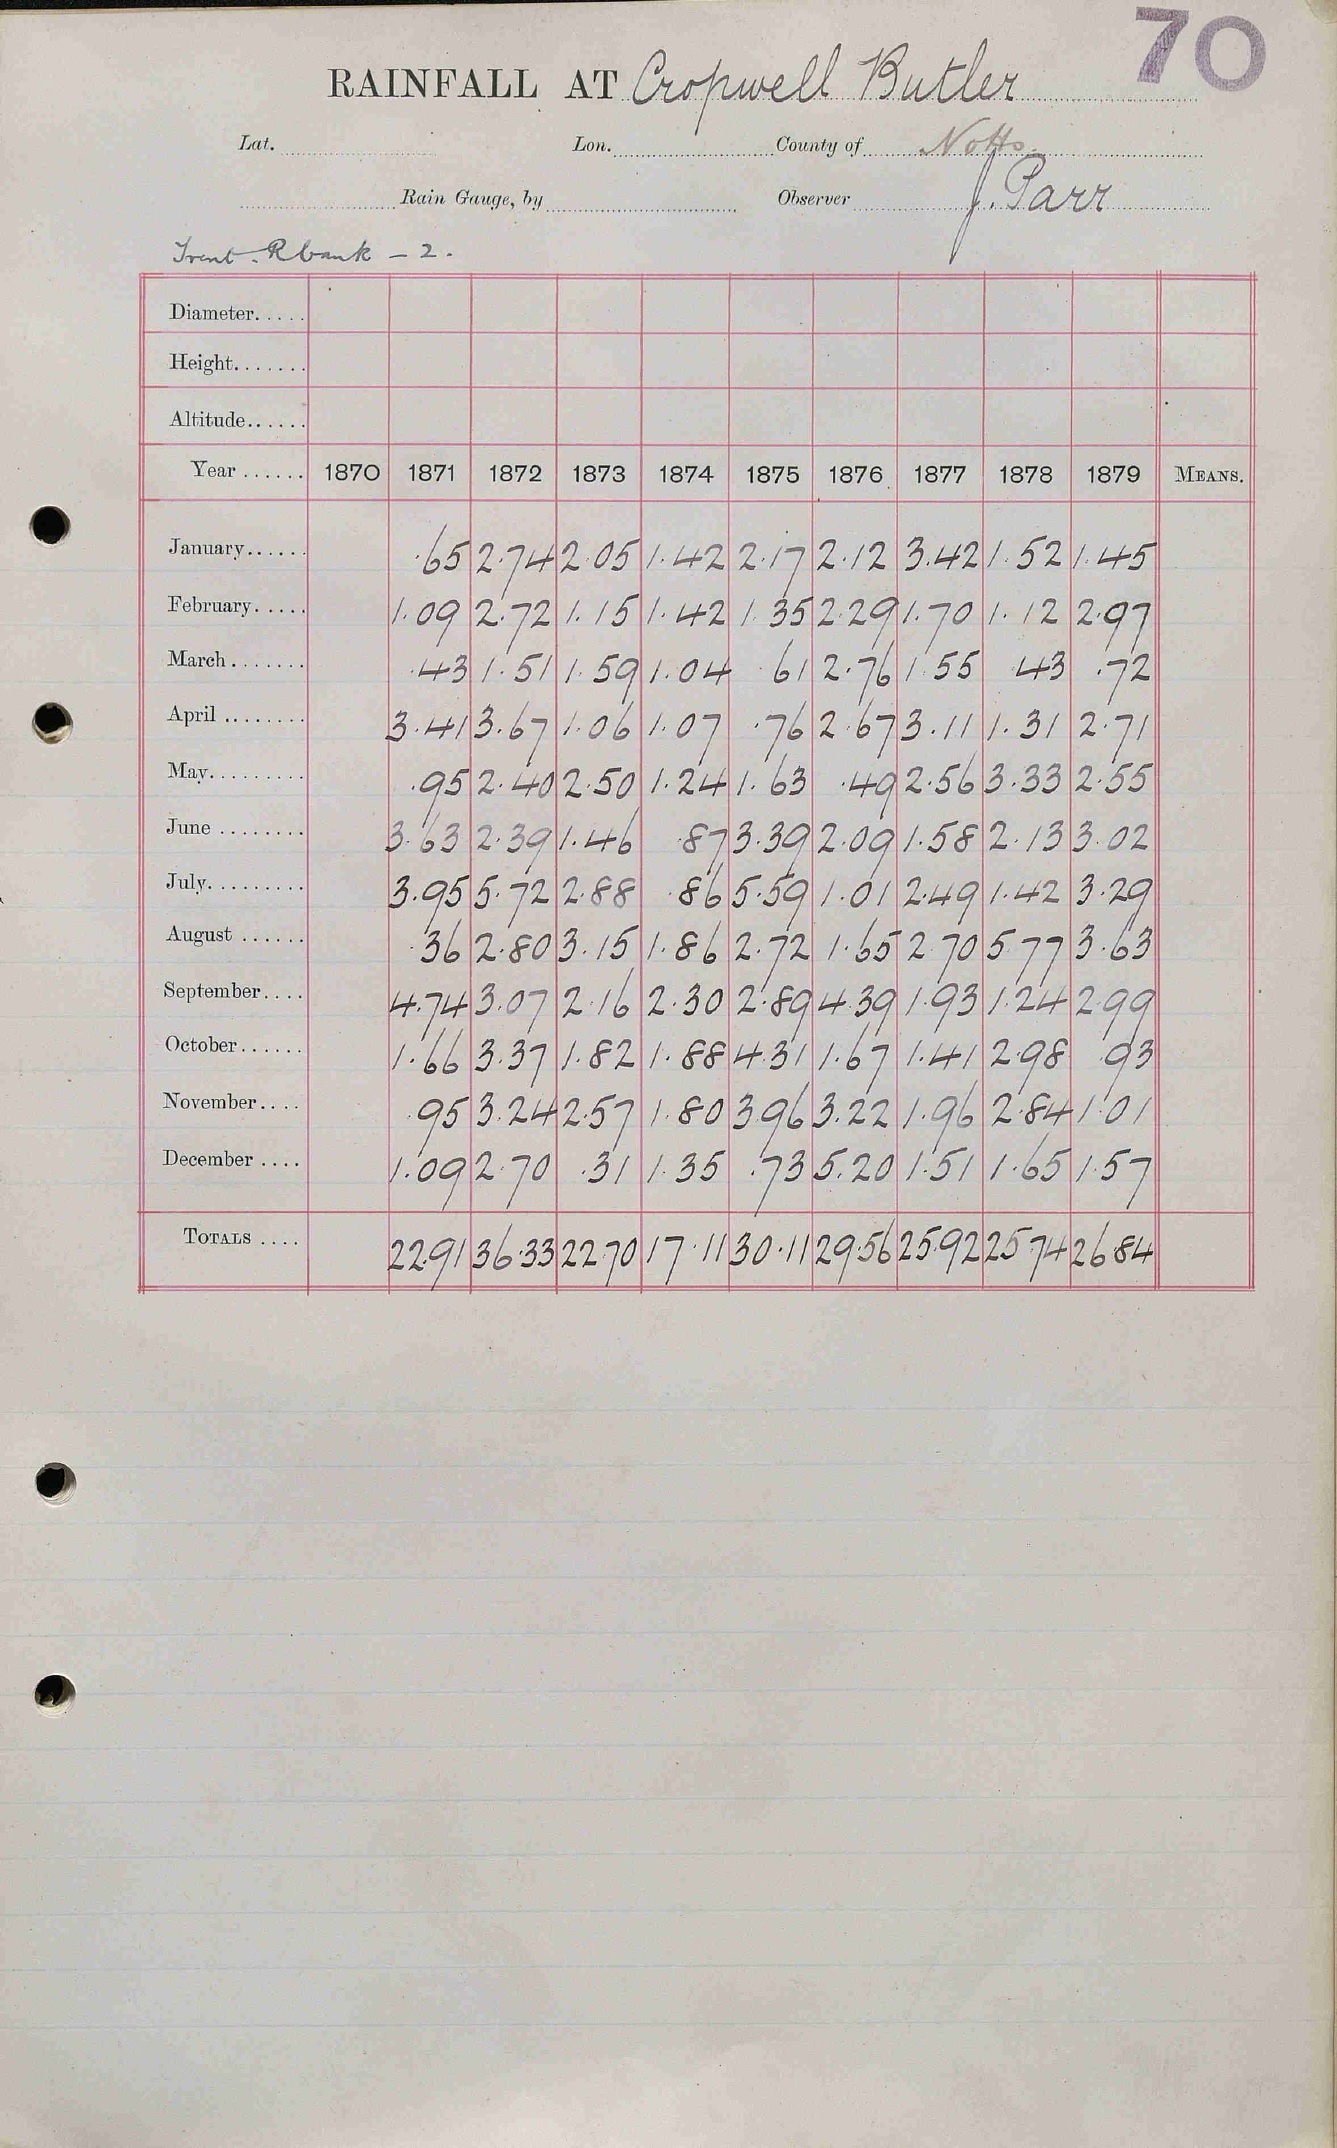 70
RAINFALL AT Cropwell Butler
Lat. Lon. County of Notts.
Rain Gauge, by Observer J. Parr
Trent. R bank - 2.
Diameter.....
Height.......
Altitude......
Year ...... 1870 1871 1872 1873 1874 1875 1876 1877 1878 1879 MEANS.
January...... .65 2.74 2.05 1.42 2.17 2.12 3.42 1.52 1.45
February..... 1.09 2.72 1.15 1.42 1.35 2.29 1.70 1.12 2.97
March ....... .43 1.51 1.59 1.04 .61 2.76 1.55 .43 .72
April ........ 3.41 3.67 1.06 1.07 .76 2.67 3.11 1.31 2.71
May......... .95 2.40 2.50 1.24 1.63 .49 2.56 3.33 2.55
June ........ 3.63 2.39 1.46 .87 3.39 2.09 1.58 2.13 3.02
July......... 3.95 5.72 2.88 .86 5.59 1.01 2.49 1.42 3.29
August ...... .36 2.80 3.15 1.86 2.72 1.65 2.70 5.77 3.63
September.... 4.74 3.07 2.16 2.30 2.89 4.39 1.93 1.24 2.99
October...... 1.66 3.37 1.82 1.88 4.31 1.67 1.41 2.98 .93
November.... .95 3.24 2.57 1.80 3.96 3.22 1.96 2.84 1.01
December .... 1.09 2.70 .31 1.35 .73 5.20 1.51 1.65 1.57
TOTALS .... 22.91 36.33 22.70 17.11 30.11 29.56 25.92 25.74 26.84